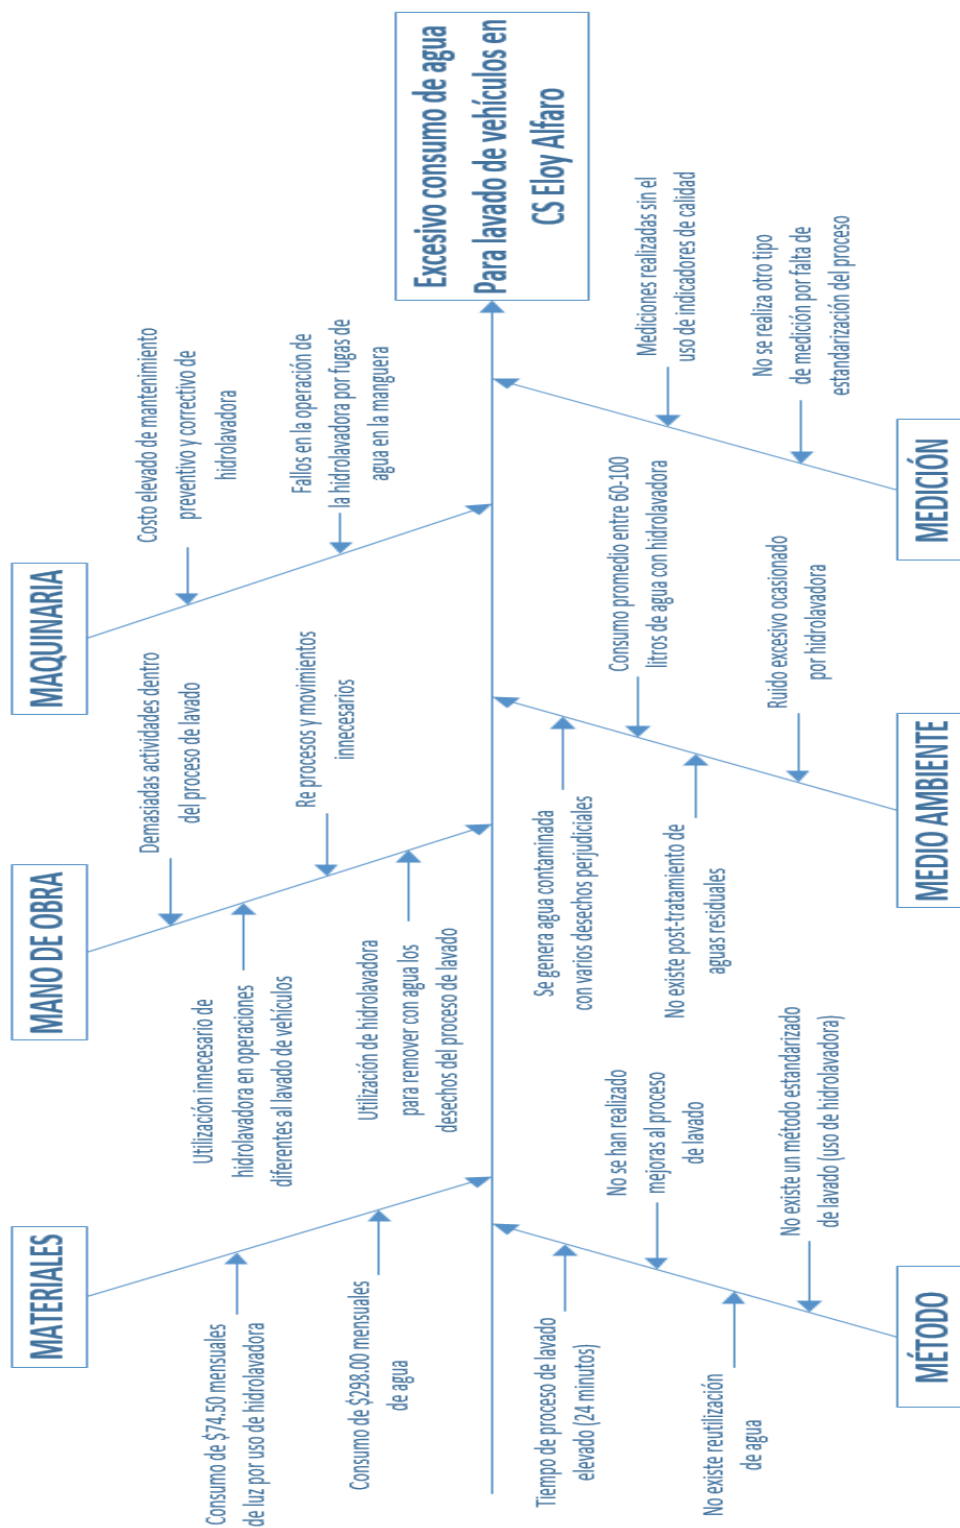 MATERIALES
Consumo de $74.50 mensuales
de luz por uso de hidrolavadora
Consumo de $298.00 mensuales
de agua
MANO DE OBRA
Demasiadas actividades dentro
del proceso de lavado
Utilización innecesario de
hidrolavadora en operaciones
diferentes al lavado de vehículos
Re procesos y movimientos
innecesarios
Utilización de hidrolavadora
para remover con agua los
desechos del proceso de lavado
MAQUINARIA
Costo elevado de mantenimiento
preventivo y correctivo de
hidrolavadora
Fallos en la operación de
la hidrolavadora por fugas de
agua en la manguera
Excesivo consumo de agua
Para lavado de vehículos en
CS Eloy Alfaro
Tiempo de proceso de lavado
elevado (24 minutos)
No se han realizado
mejoras al proceso
de lavado
No existe reutilización
de agua
No existe un método estandarizado
de lavado (uso de hidrolavadora)
MÉTODO
Se genera agua contaminada
con varios desechos perjudiciales
Consumo promedio entre 60-100
litros de agua con hidrolavadora
No existe post-tratamiento de
aguas residuales
Ruido excesivo ocasionado
por hidrolavadora
MEDIO AMBIENTE
Mediciones realizadas sin el
uso de indicadores de calidad
No se realiza otro tipo
de medición por falta de
estandarización del proceso
MEDICIÓN